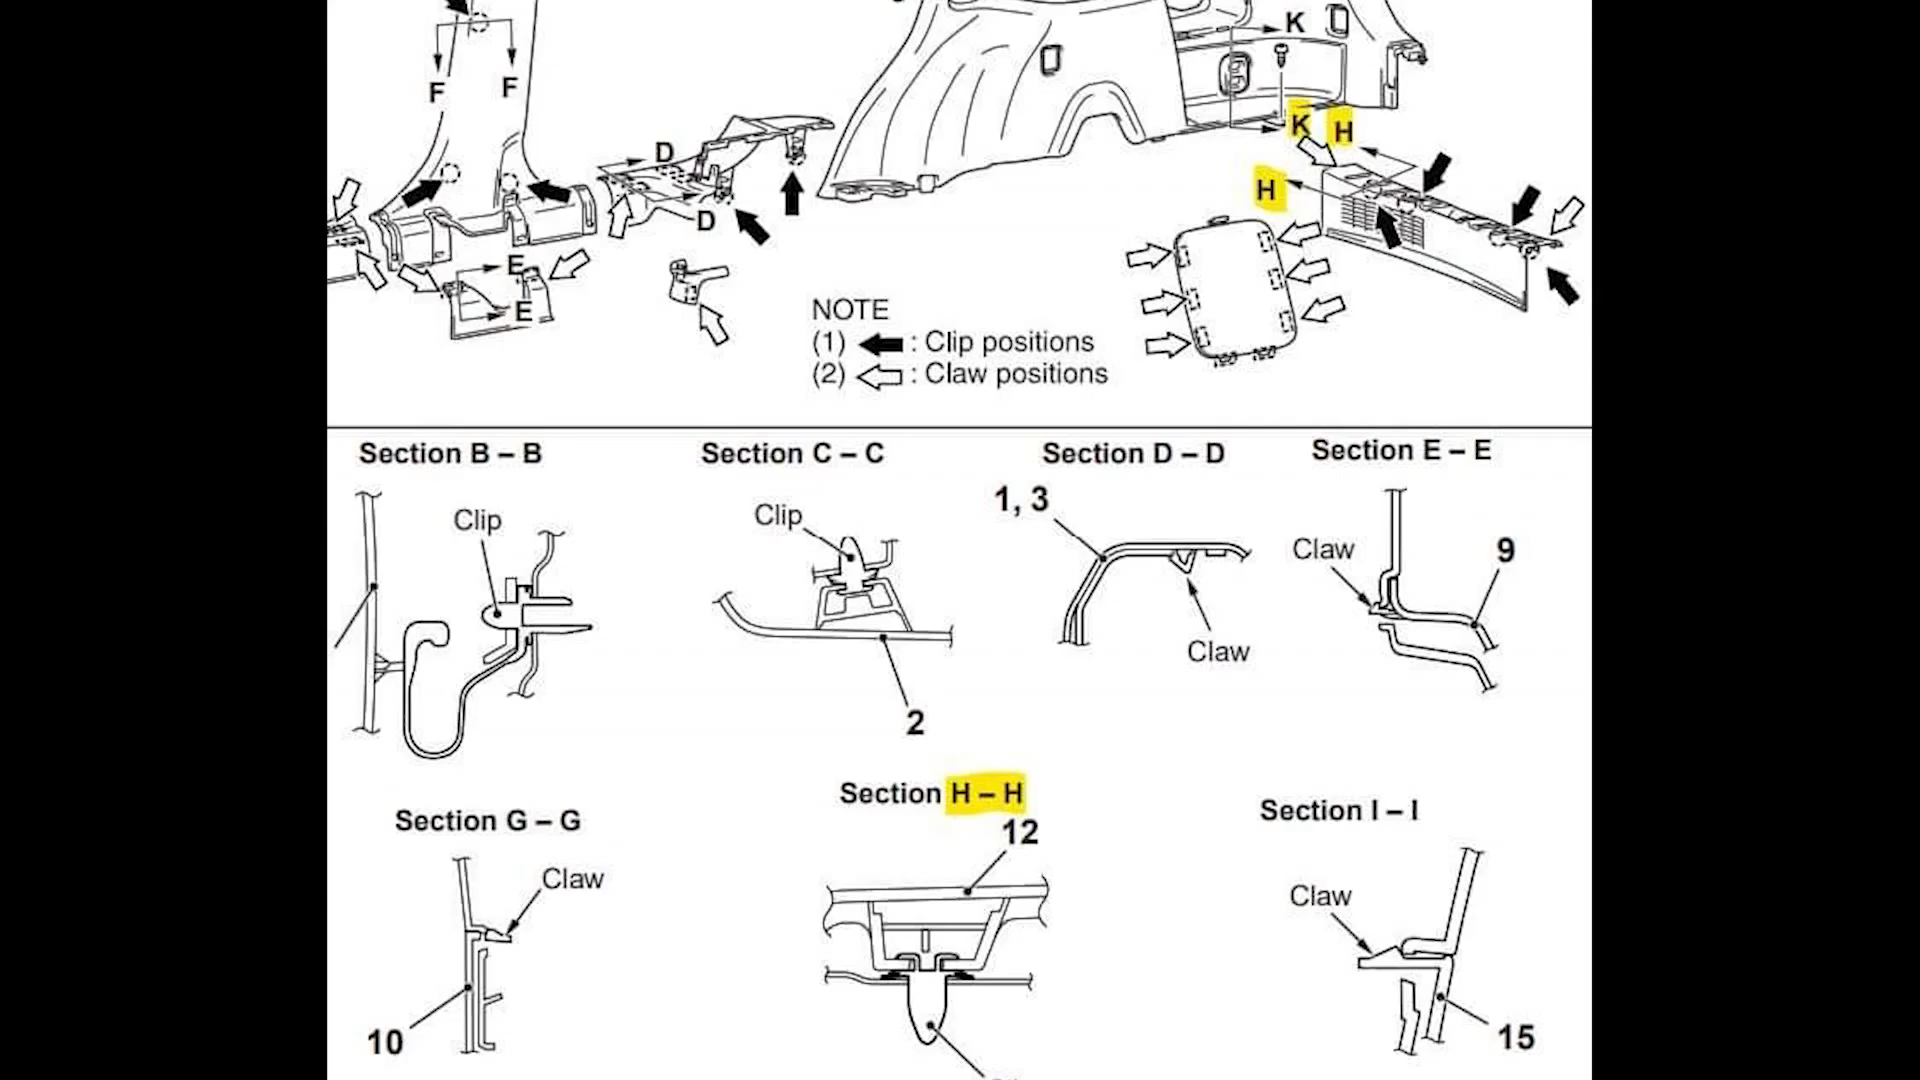 K
F F
K H
D
H
D
E
E
NOTE
(1) : Clip positions
(2) : Claw positions
Section B – B Section C – C Section D – D Section E – E
1, 3
Clip Clip
Claw 9
Claw
2
Section H – H
Section G – G Section I – I
12
Claw
Claw
10 15